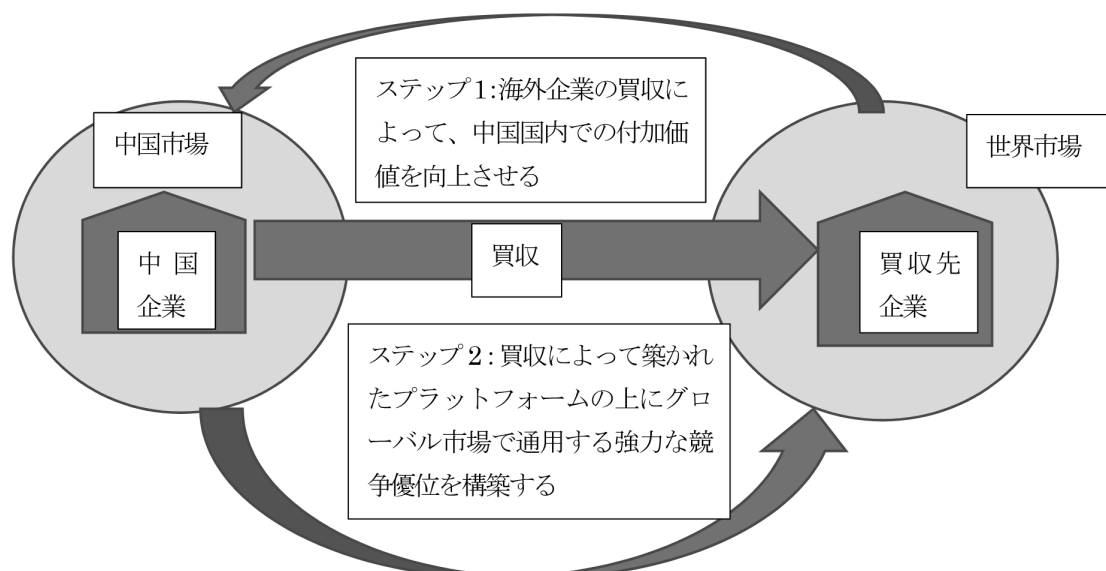 ステップ1:海外企業の買収に
よって、中国国内での付加価
値を向上させる
中国市場
世界市場
中国
企業
買収
買収先
企業
ステップ2:買収によって築かれ
たプラットフォームの上にグロ
ーバル市場で通用する強力な競
争優位を構築する